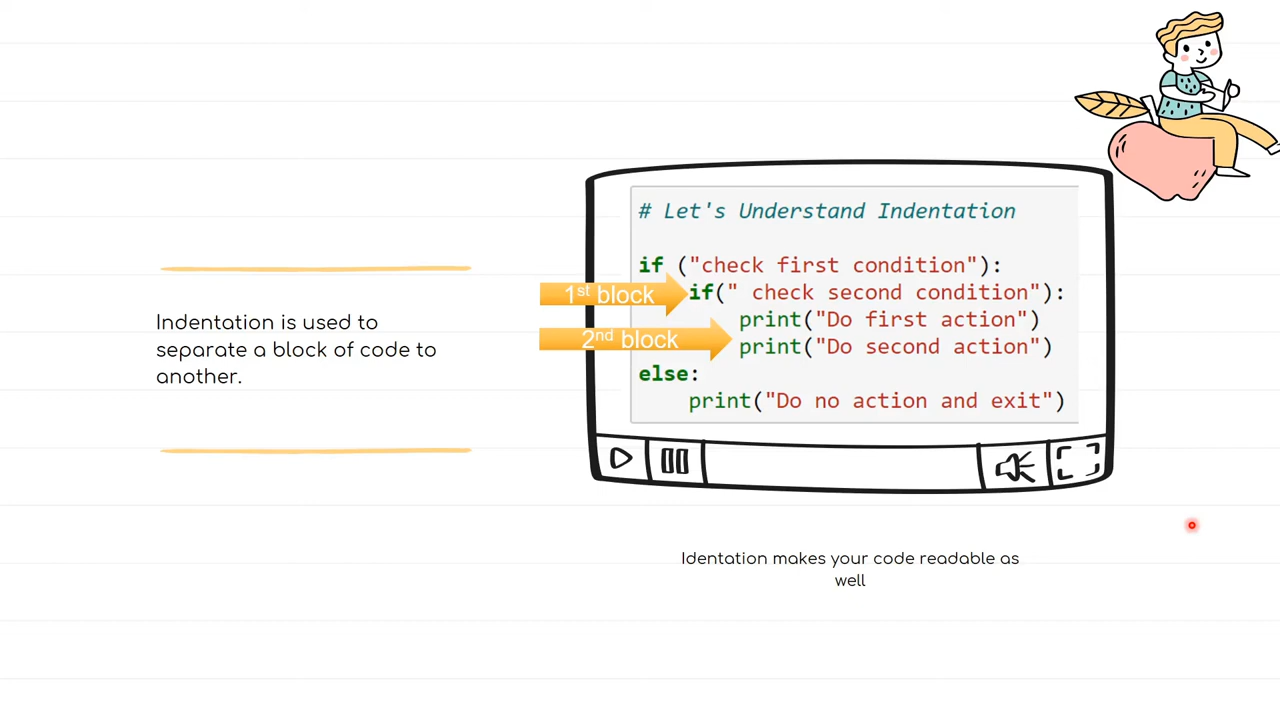 # Let's Understand Indentation
if ("check first condition"):
1st block
if(" check second condition"):
print("Do first action")
2nd block
print("Do second action")
else:
print("Do no action and exit")
Indentation is used to
separate a block of code to
another.
Identation makes your code readable as
well